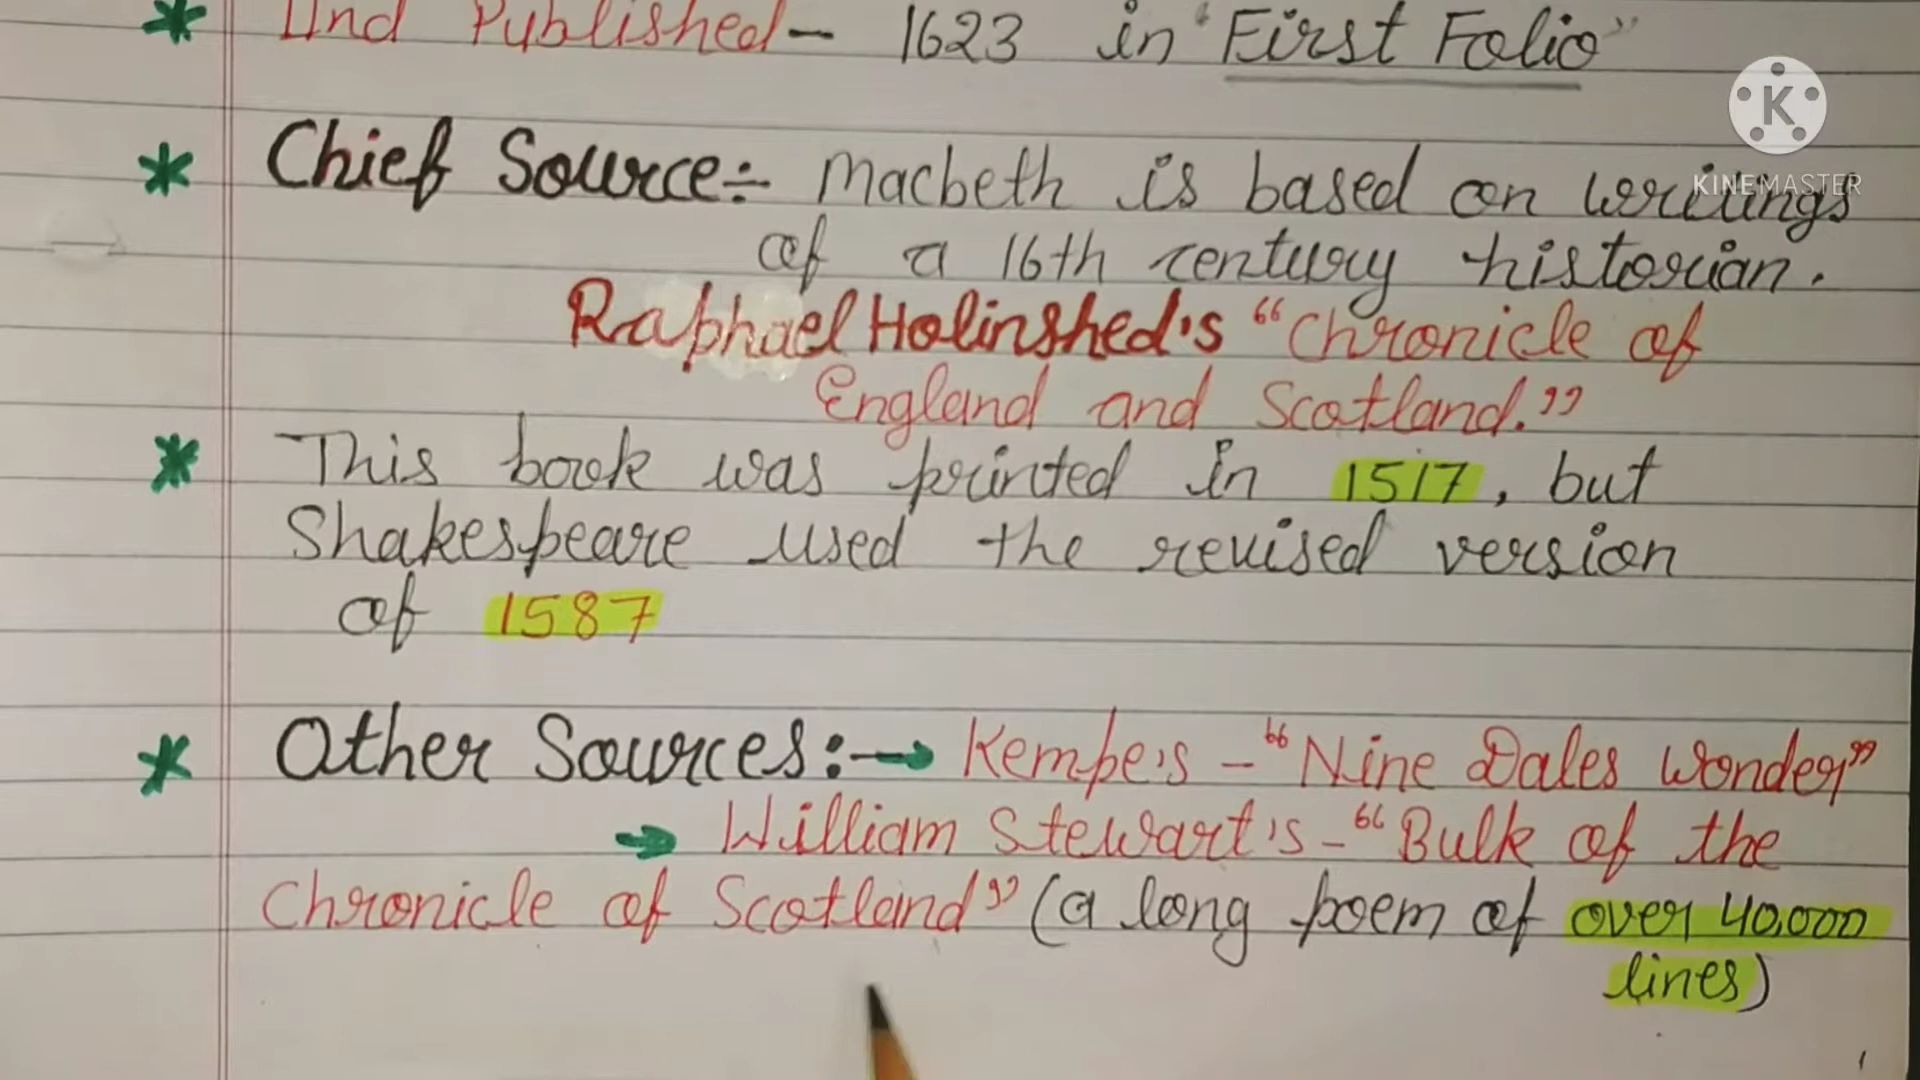 * IInd Published - 1623 in "First Folio"
* Chief Source:- Macbeth is based on writings
of a 16th century historian.
Raphael Holinshed's "Chronicle of
England and Scotland."
* This book was printed in 1517, but
Shakespeare used the revised version
of 1587
* Other Sources:→ Kempe's - "Nine Dales Wonder"
→ William Stewart's - "Bulk of the
Chronicle of Scotland" (a long poem of over 40,000
lines)
K
KINEMASTER